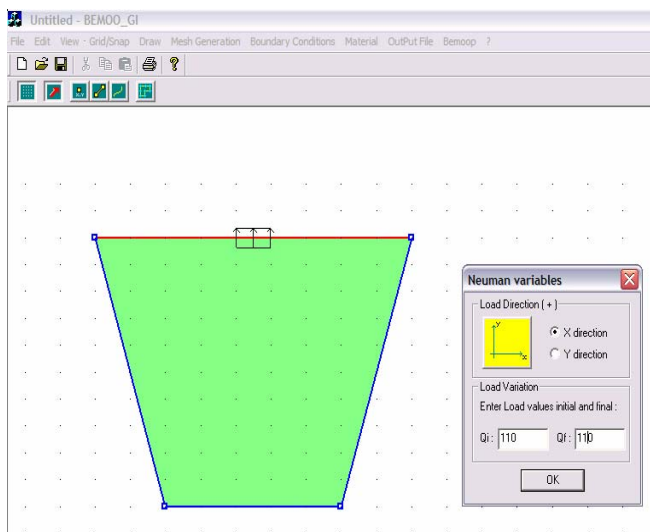 Untitled - BEMOO_GI
File Edit View - Grid/Snap Draw Mesh Generation Boundary Conditions Material OutPut File Bemoop ?
Neuman variables
Load Direction ( + )
y
x
X direction
Y direction
Load Variation
Enter Load values initial and final :
Qi : 110 Qf : 110
OK